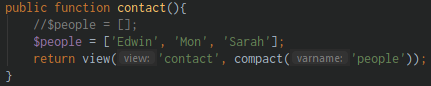 public function contact(){
//$people = [];
$people = ['Edwin', 'Mon', 'Sarah'];
return view( view: 'contact', compact( varname: 'people'));
}